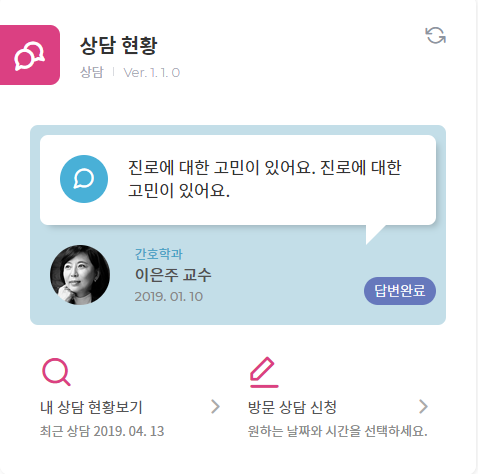 상담 현황
상담 | Ver. 1. 1. 0
진로에 대한 고민이 있어요. 진로에 대한
고민이 있어요.
간호학과
이은주 교수
2019. 01. 10
답변완료
내 상담 현황보기
최근 상담 2019. 04. 13
방문 상담 신청
원하는 날짜와 시간을 선택하세요.